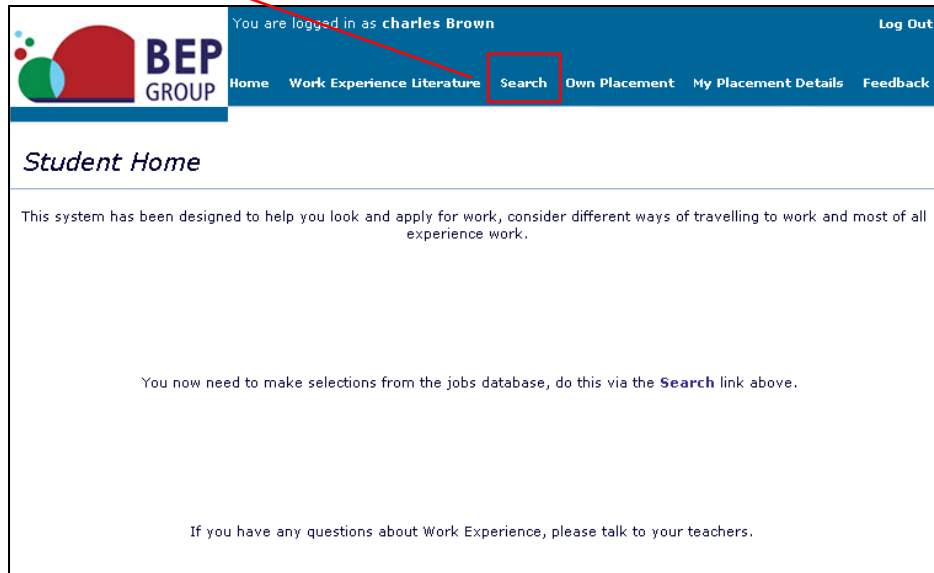 You are logged in as charles Brown
Log Out
BEP
GROUP
Home Work Experience Literature Search Own Placement My Placement Details Feedback
Student Home
This system has been designed to help you look and apply for work, consider different ways of travelling to work and most of all
experience work.
You now need to make selections from the jobs database, do this via the Search link above.
If you have any questions about Work Experience, please talk to your teachers.